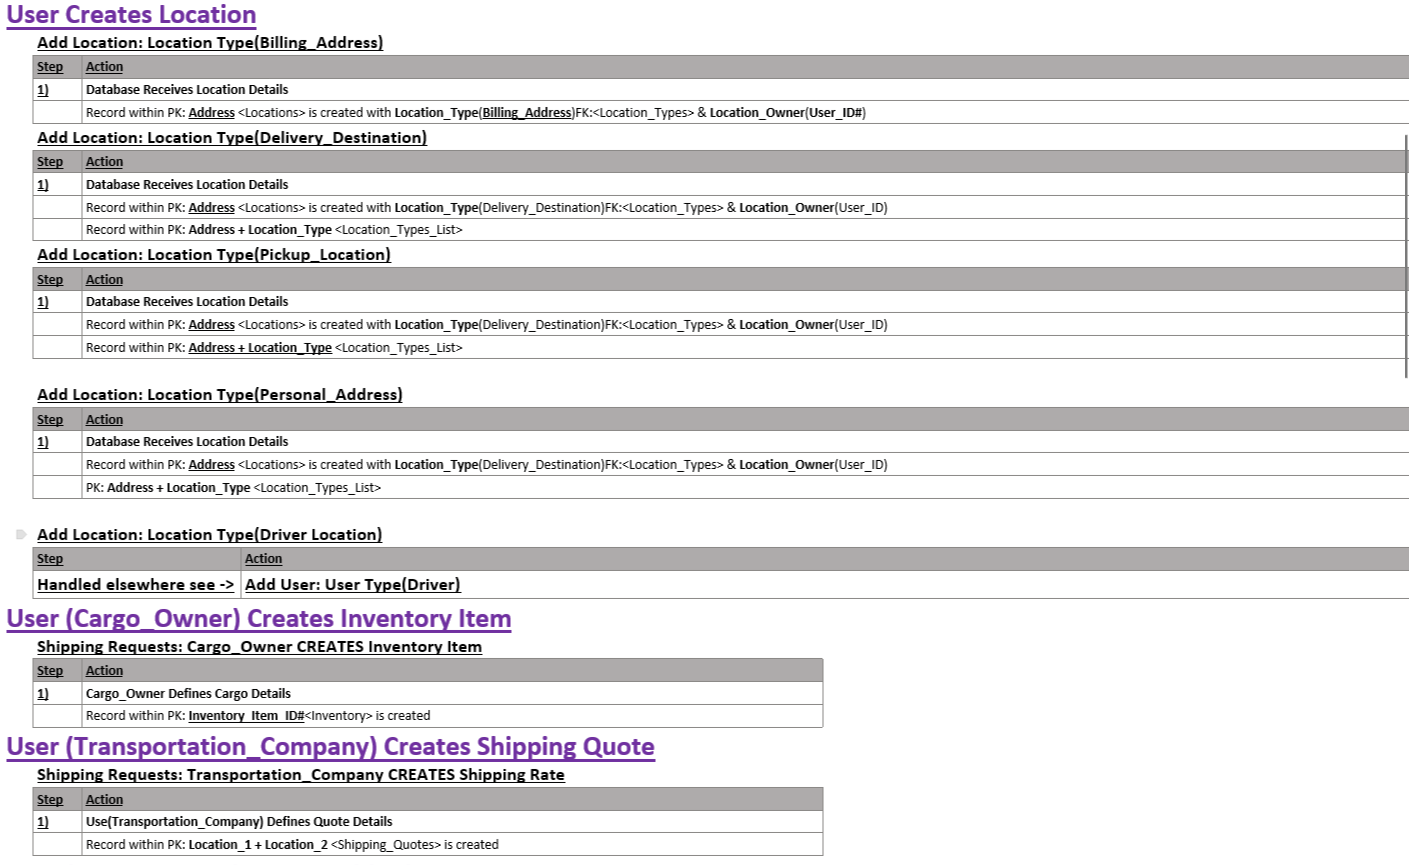 User Creates Location
Add Location: Location Type(Billing_Address)
Step Action
1) Database Receives Location Details
Record within PK: Address <Locations> is created with Location_Type(Billing_Address)FK:<Location_Types> & Location_Owner(User_ID#)
Add Location: Location Type(Delivery_Destination)
Step Action
1) Database Receives Location Details
Record within PK: Address <Locations> is created with Location_Type(Delivery_Destination)FK:<Location_Types> & Location_Owner(User_ID)
Record within PK: Address + Location_Type <Location_Types_List>
Add Location: Location Type(Pickup_Location)
Step Action
1) Database Receives Location Details
Record within PK: Address <Locations> is created with Location_Type(Delivery_Destination)FK:<Location_Types> & Location_Owner(User_ID)
Record within PK: Address + Location_Type <Location_Types_List>
Add Location: Location Type(Personal_Address)
Step Action
1) Database Receives Location Details
Record within PK: Address <Locations> is created with Location_Type(Delivery_Destination)FK:<Location_Types> & Location_Owner(User_ID)
PK: Address + Location_Type <Location_Types_List>
Add Location: Location Type(Driver Location)
Step Action
Handled elsewhere see -> Add User: User Type(Driver)
User (Cargo_Owner) Creates Inventory Item
Shipping Requests: Cargo_Owner CREATES Inventory Item
Step Action
1) Cargo_Owner Defines Cargo Details
Record within PK: Inventory_Item_ID#<Inventory> is created
User (Transportation_Company) Creates Shipping Quote
Shipping Requests: Transportation_Company CREATES Shipping Rate
Step Action
1) Use(Transportation_Company) Defines Quote Details
Record within PK: Location_1 + Location_2 <Shipping_Quotes> is created